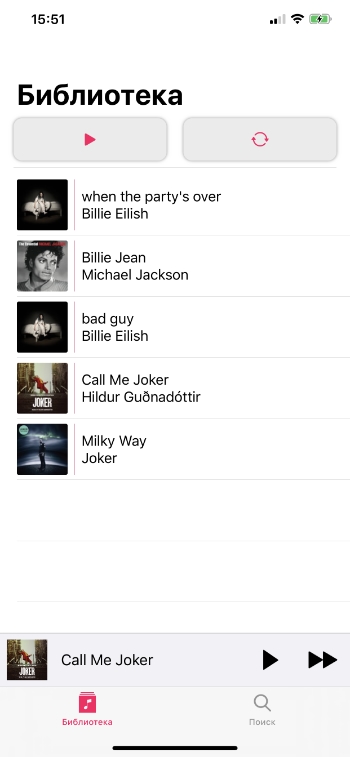 15:51
Библиотека
when the party's over
Billie Eilish
Billie Jean
Michael Jackson
bad guy
Billie Eilish
Call Me Joker
Hildur Guðnadóttir
JOKER
Milky Way
Joker
Call Me Joker
Библиотека
Поиск